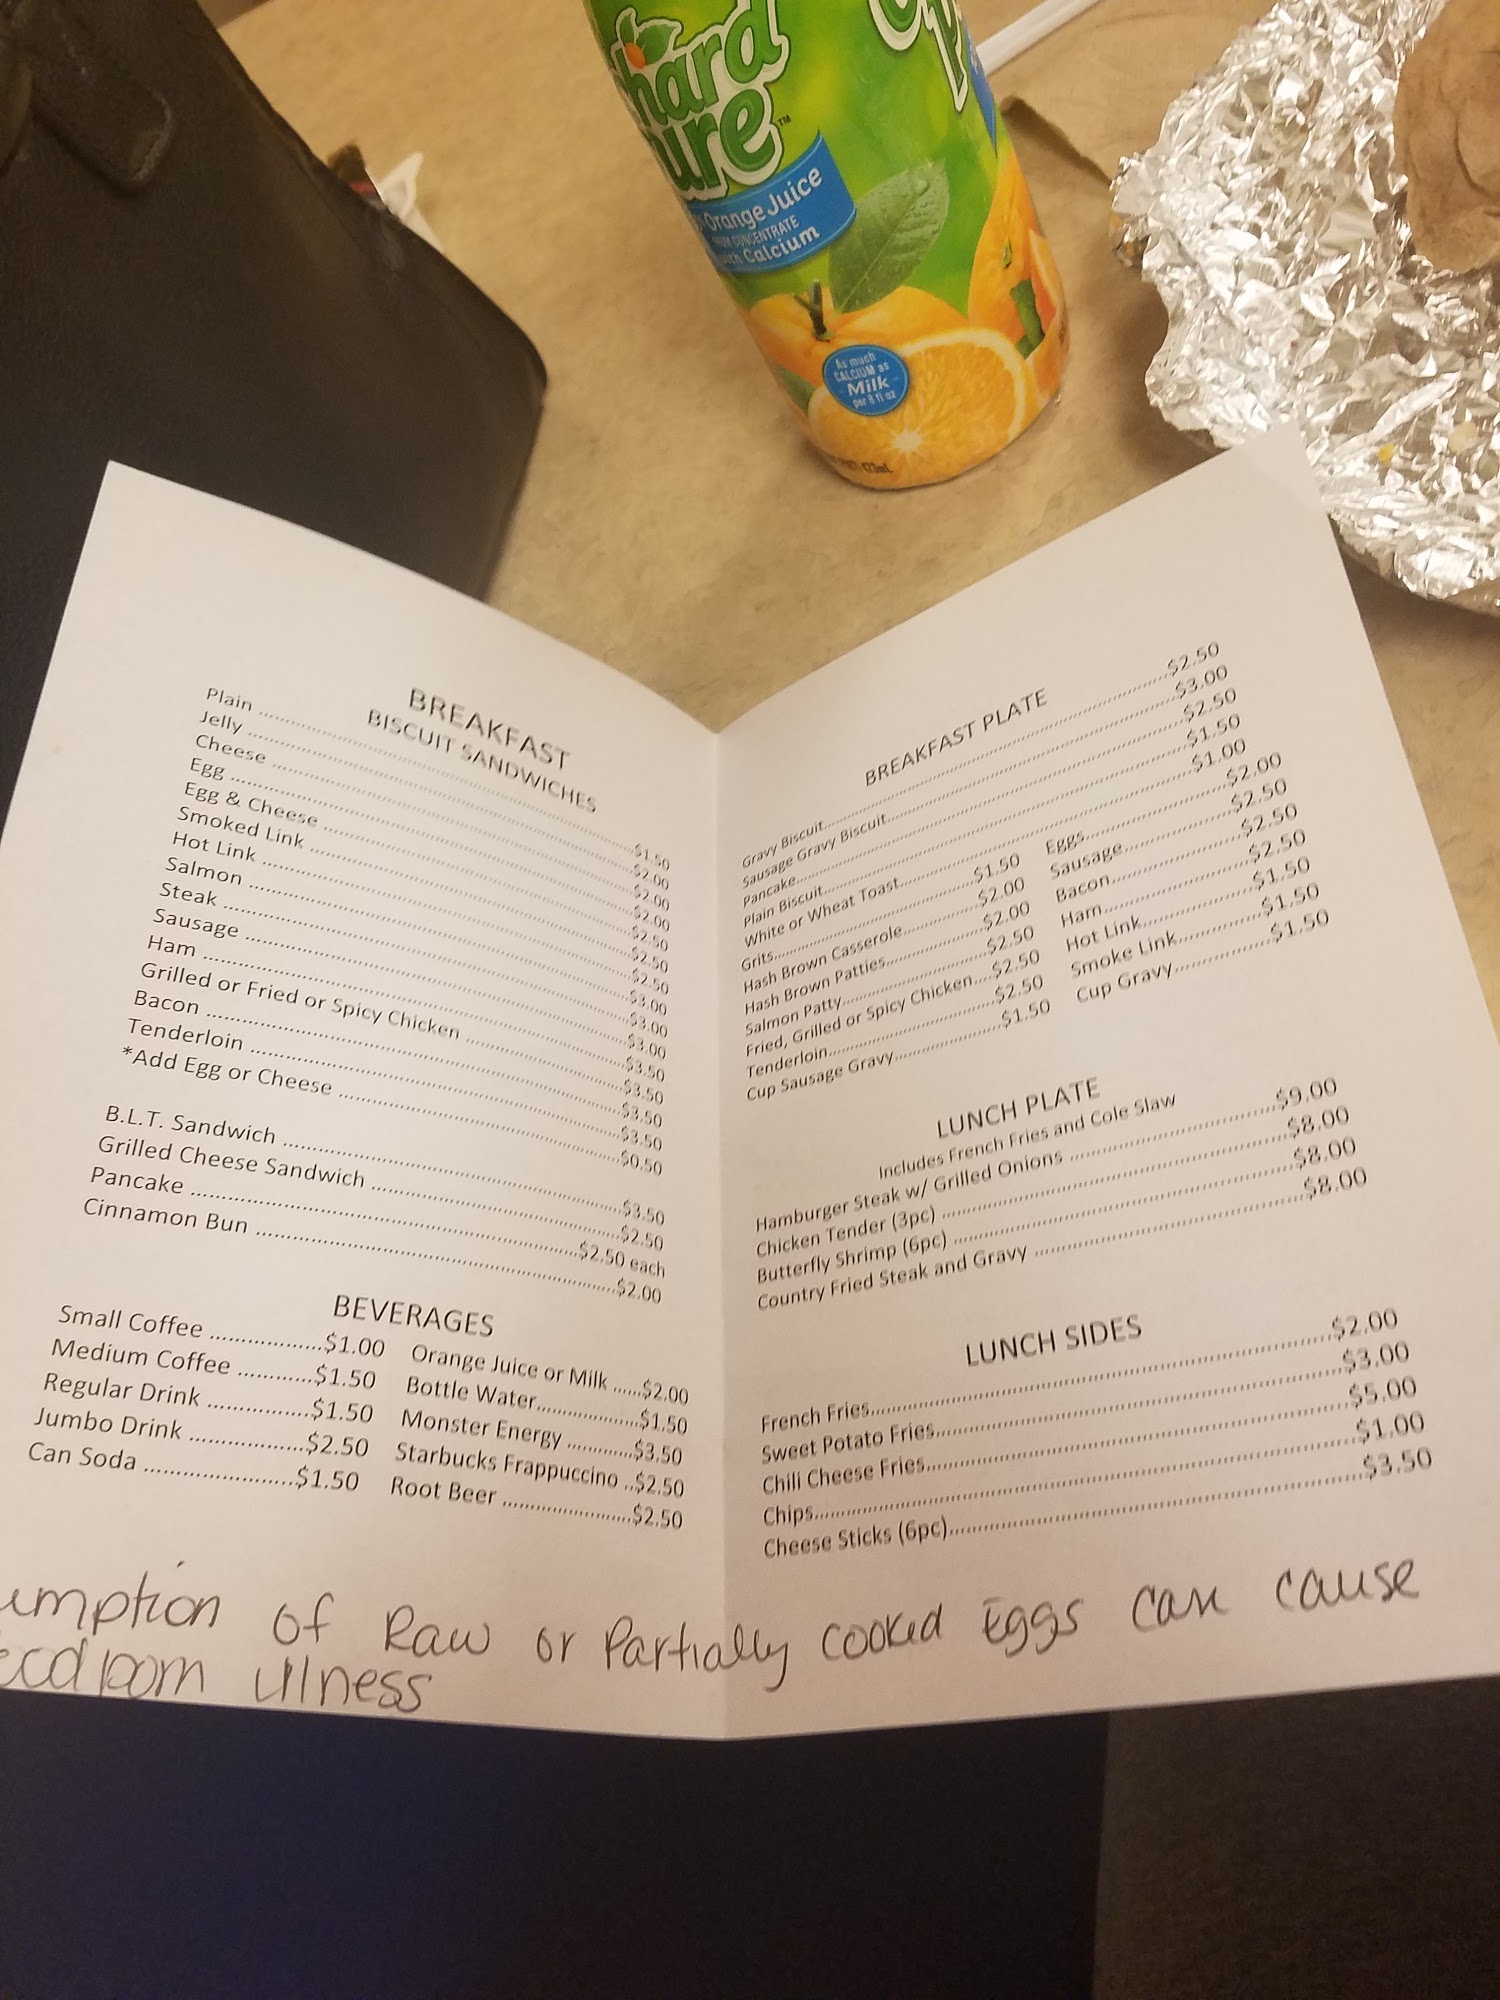 hard
ure™
Orange Juice
FROM CONCENTRATE
with Calcium
As much
CALCIUM as
Milk
per 8 fl oz
BREAKFAST
BISCUIT SANDWICHES
Plain ........ $1.50
Jelly ........ $2.00
Cheese ........ $2.00
Egg ........ $2.00
Egg & Cheese ........ $2.50
Smoked Link ........ $2.50
Hot Link ........ $2.50
Salmon ........ $3.00
Steak ........ $3.00
Sausage ........ $3.00
Ham ........ $3.50
Grilled or Fried or Spicy Chicken ........ $3.50
Bacon ........ $3.50
Tenderloin ........ $3.50
*Add Egg or Cheese ........ $0.50
B.L.T. Sandwich ........ $3.50
Grilled Cheese Sandwich ........ $2.50
Pancake ........ $2.50 each
Cinnamon Bun ........ $2.00
BEVERAGES
Small Coffee ........ $1.00
Medium Coffee ........ $1.50
Regular Drink ........ $1.50
Jumbo Drink ........ $2.50
Can Soda ........ $1.50
Orange Juice or Milk ...... $2.00
Bottle Water........ $1.50
Monster Energy ........ $3.50
Starbucks Frappuccino .. $2.50
Root Beer ........ $2.50
BREAKFAST PLATE
Gravy Biscuit........ $2.50
Sausage Gravy Biscuit........ $3.00
Pancake........ $2.50
Plain Biscuit........ $1.50
White or Wheat Toast........ $1.00
Grits........ $1.50
Hash Brown Casserole........ $2.00
Hash Brown Patties........ $2.00
Salmon Patty........ $2.50
Fried, Grilled or Spicy Chicken.... $2.50
Tenderloin........ $2.50
Cup Sausage Gravy........ $1.50
Eggs........ $2.00
Sausage........ $2.50
Bacon........ $2.50
Ham........ $2.50
Hot Link........ $1.50
Smoke Link........ $1.50
Cup Gravy........ $1.50
LUNCH PLATE
Includes French Fries and Cole Slaw
Hamburger Steak w/ Grilled Onions ........ $9.00
Chicken Tender (3pc) ........ $8.00
Butterfly Shrimp (6pc) ........ $8.00
Country Fried Steak and Gravy ........ $8.00
LUNCH SIDES
French Fries........ $2.00
Sweet Potato Fries........ $3.00
Chili Cheese Fries........ $5.00
Chips........ $1.00
Cheese Sticks (6pc)........ $3.50
umption of Raw or Partially cooked Eggs can cause
oodborn illness